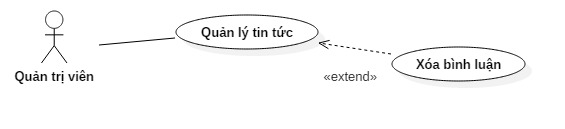 Quản lý tin tức
Xóa bình luận
Quản trị viên
«extend»